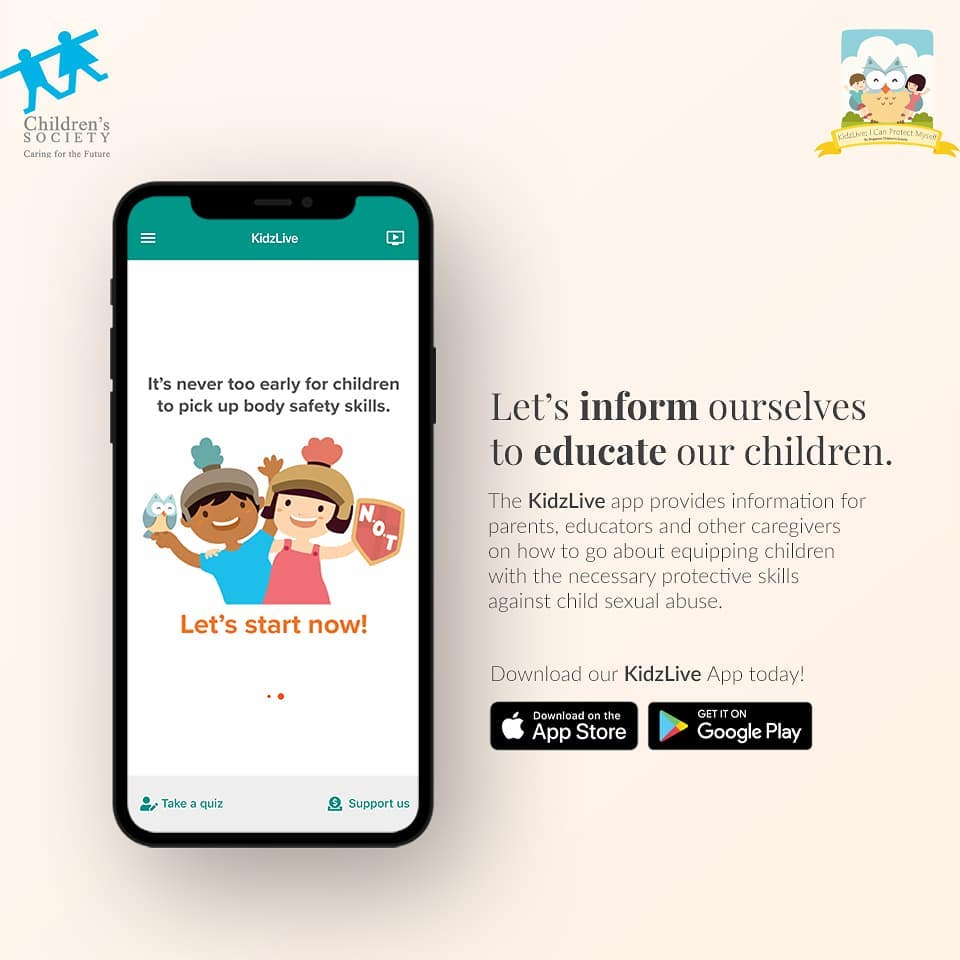 Children's
SOCIETY
Caring for the Future
KidzLive; I Can Protect Myself
By Singapore Children's Society
KidzLive
It's never too early for children
to pick up body safety skills.
N.O.T
Let's start now!
Take a quiz
Support us
Let's inform ourselves
to educate our children.
The KidzLive app provides information for
parents, educators and other caregivers
on how to go about equipping children
with the necessary protective skills
against child sexual abuse.
Download our KidzLive App today!
Download on the
App Store
GET IT ON
Google Play